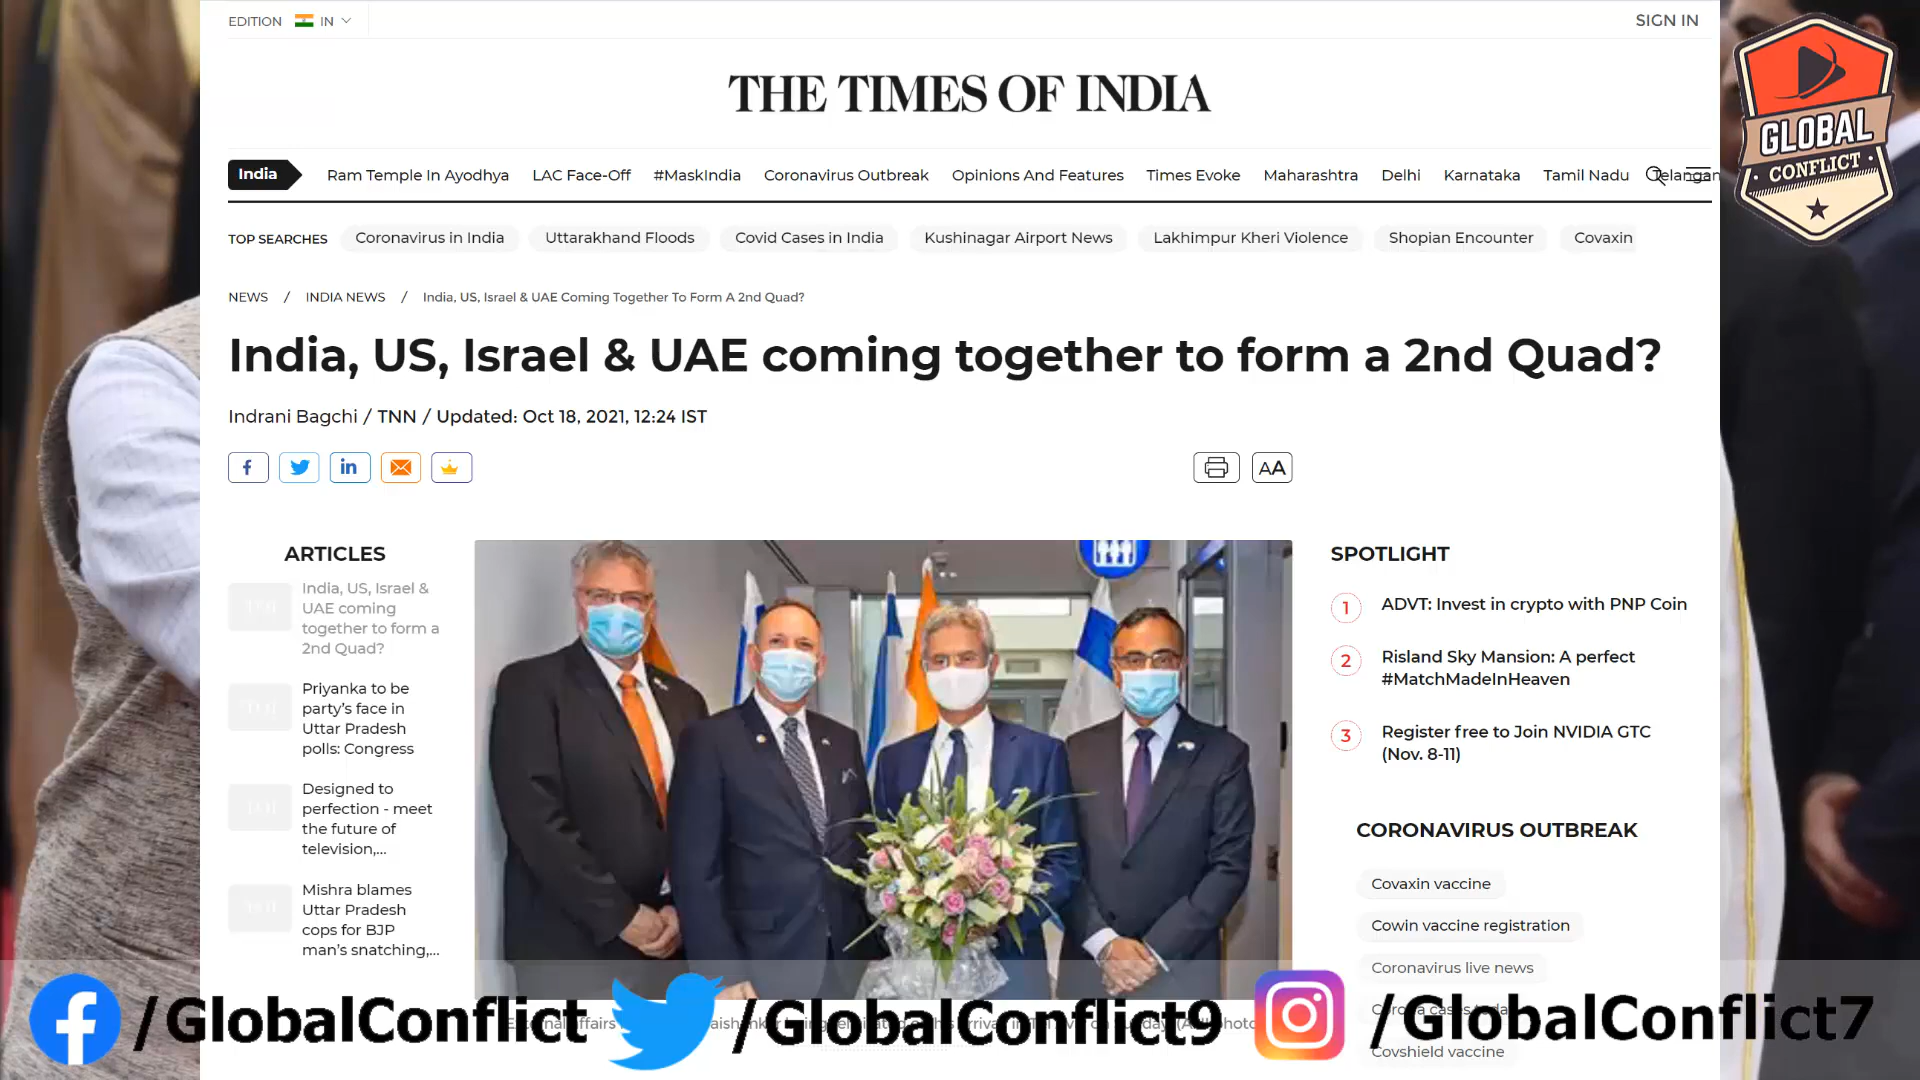 EDITION IN
SIGN IN
THE TIMES OF INDIA
India
Ram Temple In Ayodhya LAC Face-Off #MaskIndia Coronavirus Outbreak Opinions And Features Times Evoke Maharashtra Delhi Karnataka Tamil Nadu
GLOBAL
CONFLICT
TOP SEARCHES Coronavirus in India Uttarakhand Floods Covid Cases in India Kushinagar Airport News Lakhimpur Kheri Violence Shopian Encounter Covaxin
NEWS / INDIA NEWS / India, US, Israel & UAE Coming Together To Form A 2nd Quad?
India, US, Israel & UAE coming together to form a 2nd Quad?
Indrani Bagchi / TNN / Updated: Oct 18, 2021, 12:24 IST
AA
ARTICLES
India, US, Israel &
UAE coming
together to form a
2nd Quad?
Priyanka to be
party's face in
Uttar Pradesh
polls: Congress
Designed to
perfection - meet
the future of
television,...
Mishra blames
Uttar Pradesh
cops for BJP
man's snatching,...
SPOTLIGHT
1 ADVT: Invest in crypto with PNP Coin
2 Risland Sky Mansion: A perfect
#MatchMadeInHeaven
3 Register free to Join NVIDIA GTC
(Nov. 8-11)
CORONAVIRUS OUTBREAK
Covaxin vaccine
Cowin vaccine registration
Coronavirus live news
Covshield vaccine
/GlobalConflict /GlobalConflict9 /GlobalConflict7